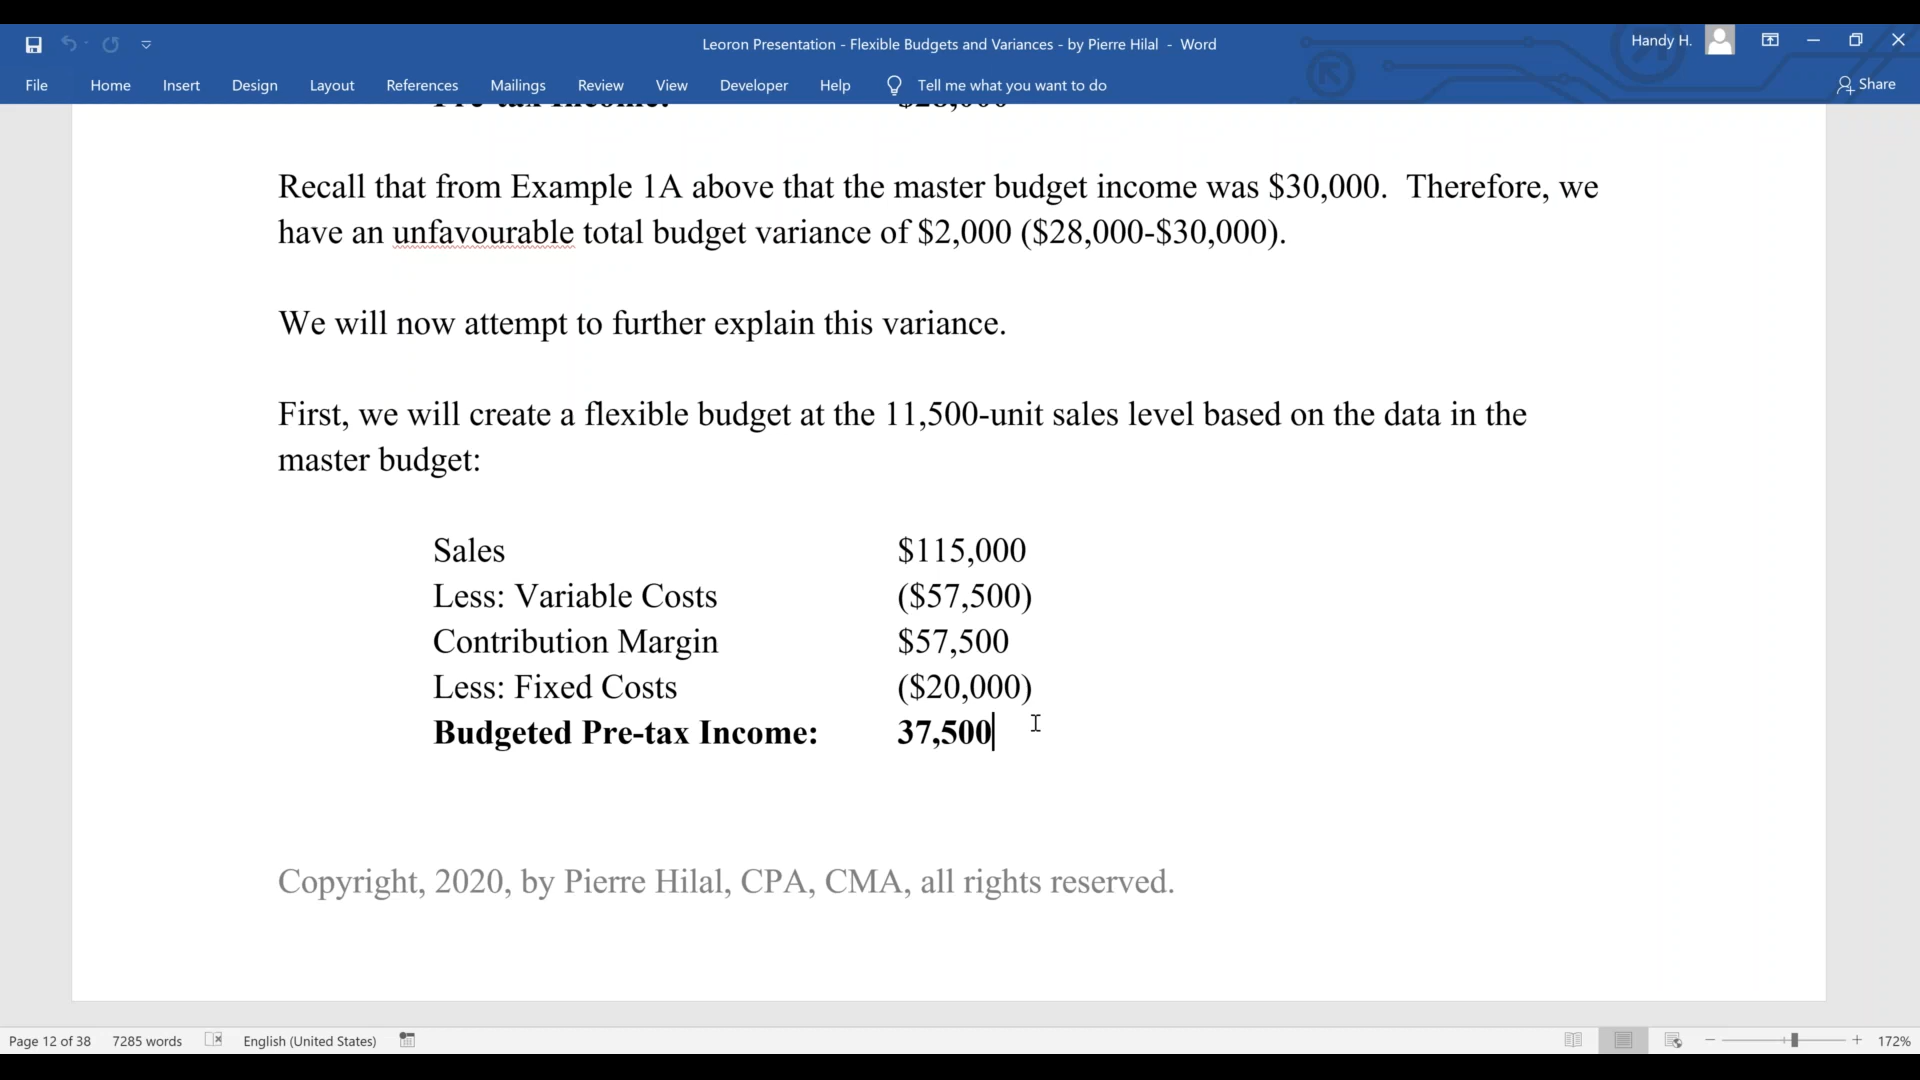 Leoron Presentation - Flexible Budgets and Variances - by Pierre Hilal - Word
Handy H.
File Home Insert Design Layout References Mailings Review View Developer Help Tell me what you want to do
Share
Pre-tax Income: $28,000
Recall that from Example 1A above that the master budget income was $30,000. Therefore, we
have an unfavourable total budget variance of $2,000 ($28,000-$30,000).
We will now attempt to further explain this variance.
First, we will create a flexible budget at the 11,500-unit sales level based on the data in the
master budget:
Sales $115,000
Less: Variable Costs ($57,500)
Contribution Margin $57,500
Less: Fixed Costs ($20,000)
Budgeted Pre-tax Income: 37,500
Copyright, 2020, by Pierre Hilal, CPA, CMA, all rights reserved.
Page 12 of 38 7285 words English (United States) 172%